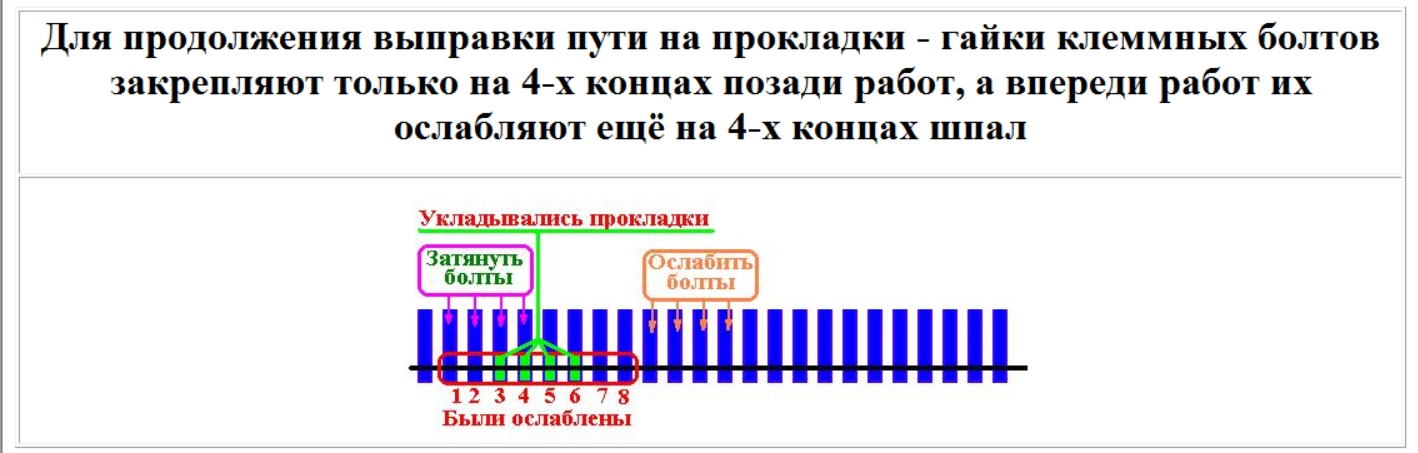 Для продолжения выправки пути на прокладки - гайки клеммных болтов
закрепляют только на 4-х концах позади работ, а впереди работ их
ослабляют ещё на 4-х концах шпал
Укладывались прокладки
Затянуть
болты
Ослабить
болты
1 2 3 4 5 6 7 8
Были ослаблены